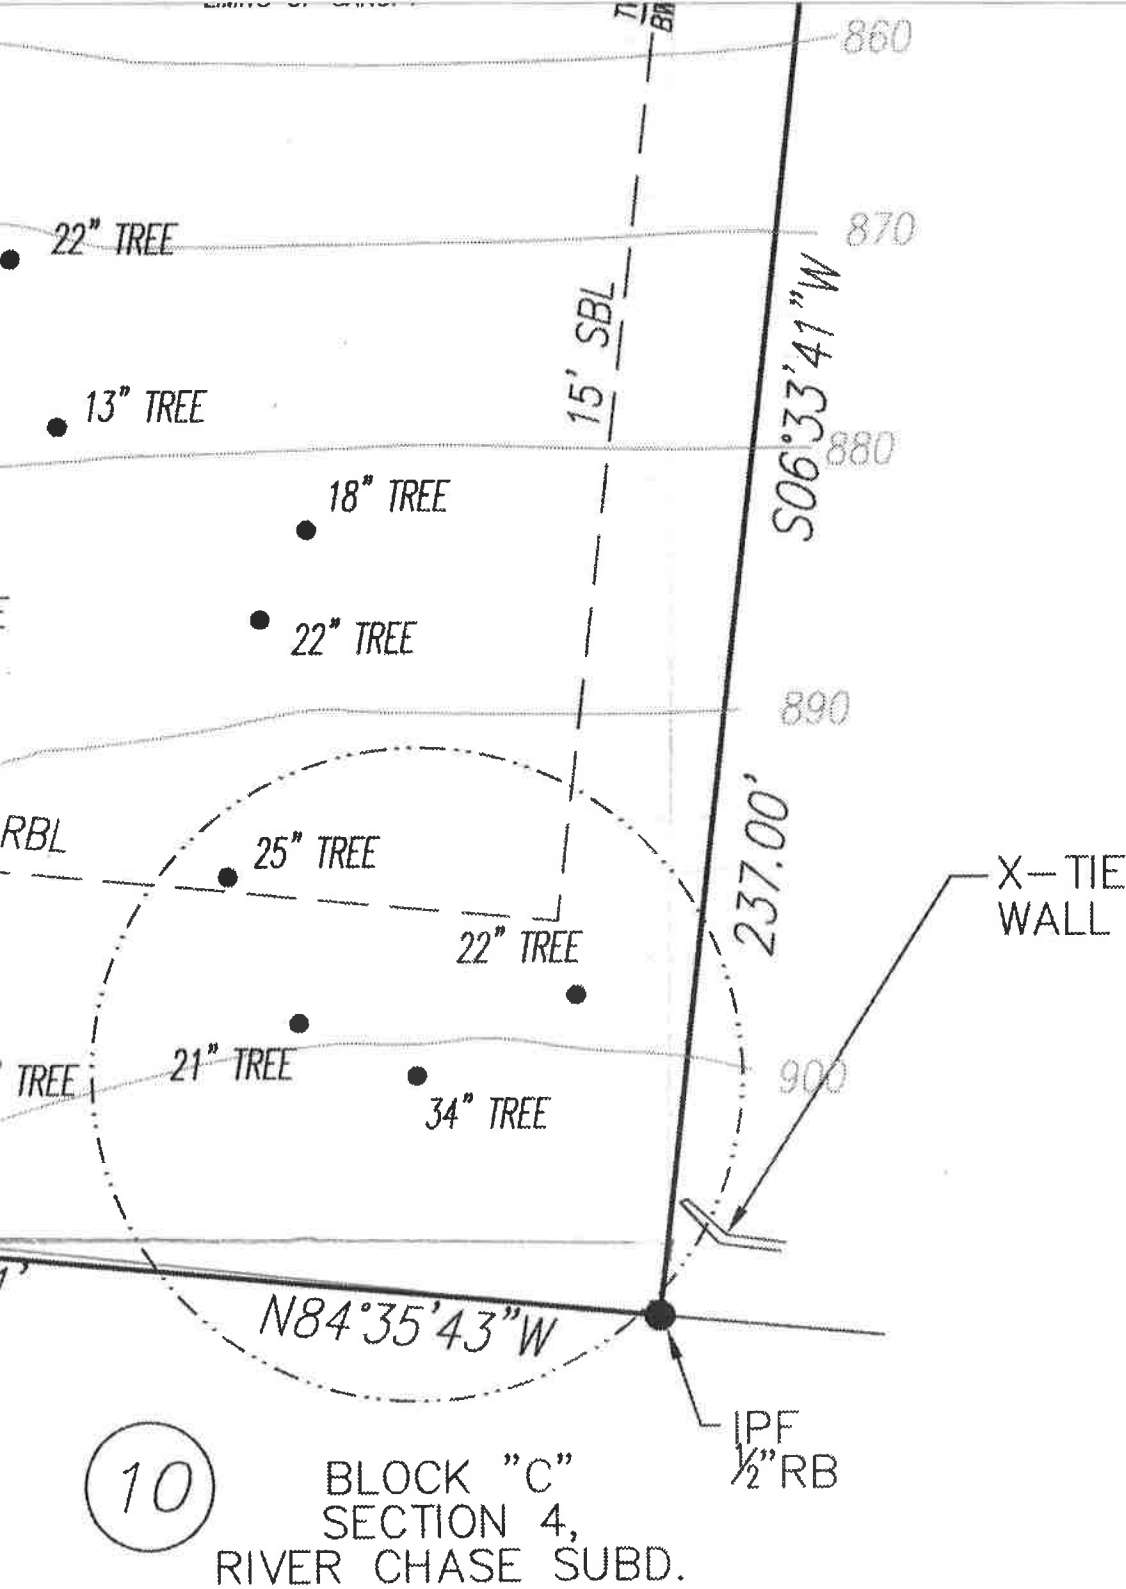 860
22" TREE
870
15' SBL
S06°33'41"W
13" TREE
880
18" TREE
22" TREE
890
RBL
25" TREE
237.00'
X-TIE
WALL
22" TREE
21" TREE
TREE
900
34" TREE
N84°35'43"W
IPF
½" RB
10
BLOCK "C"
SECTION 4,
RIVER CHASE SUBD.